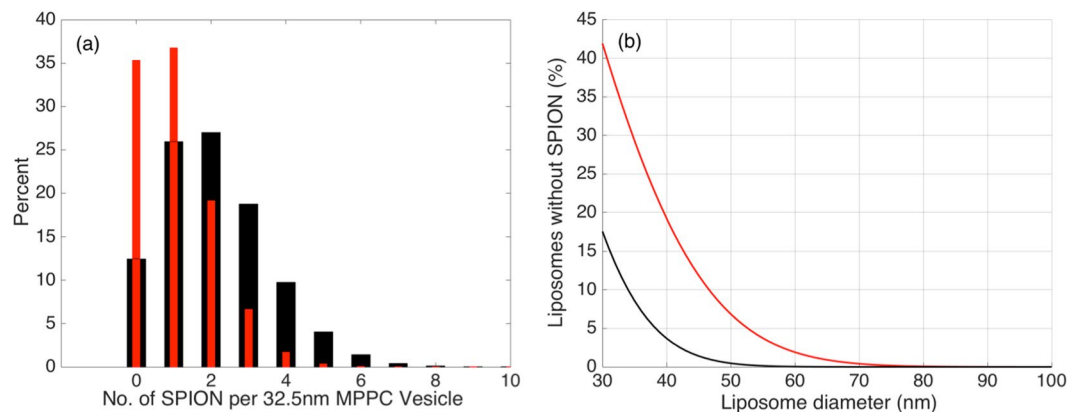 (a)
Percent
40
35
30
25
20
15
10
5
0
0 2 4 6 8 10
No. of SPION per 32.5nm MPPC Vesicle
(b)
Liposomes without SPION (%)
45
40
35
30
25
20
15
10
5
0
30 40 50 60 70 80 90 100
Liposome diameter (nm)